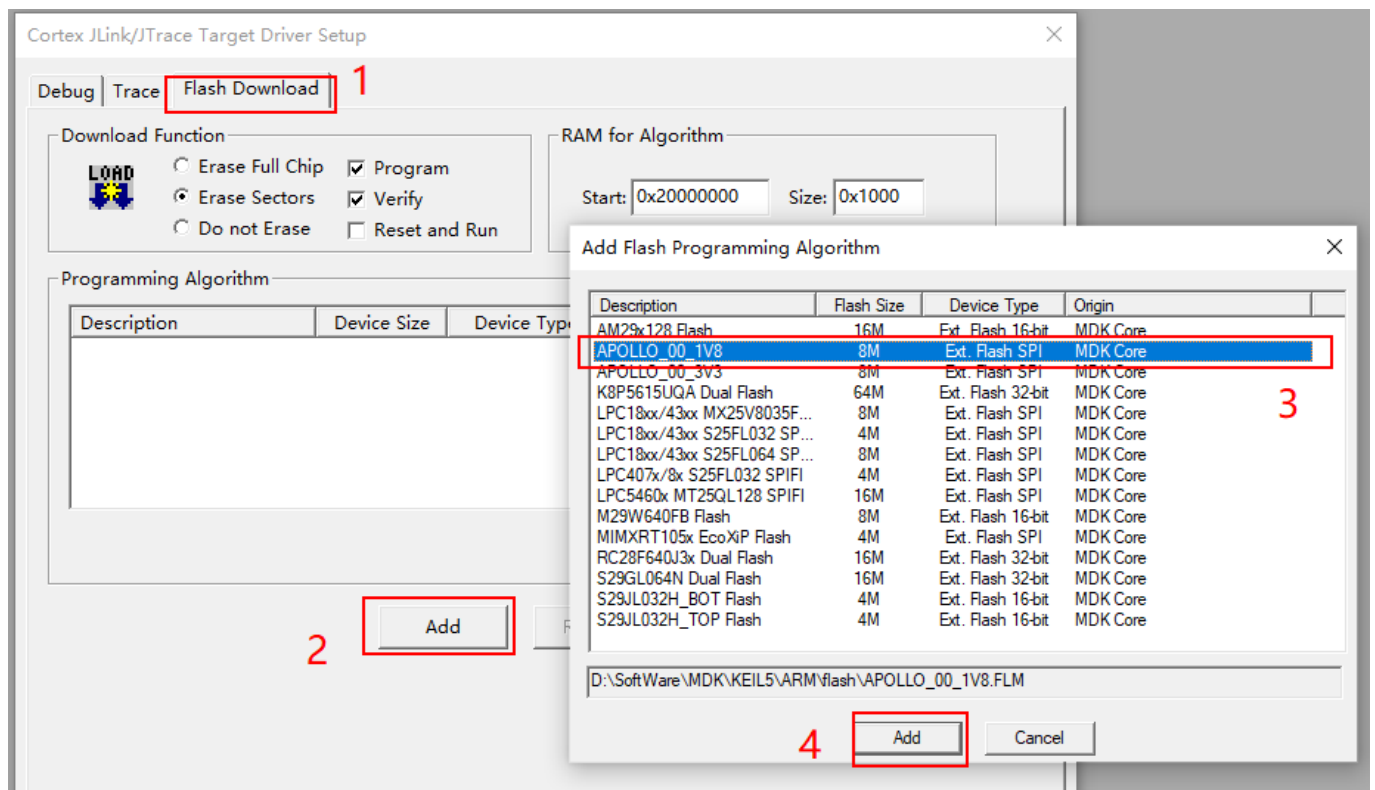 Cortex JLink/JTrace Target Driver Setup
1
Debug Trace Flash Download
Download Function
LOAD
Erase Full Chip Program
Erase Sectors Verify
Do not Erase Reset and Run
RAM for Algorithm
Start: 0x20000000 Size: 0x1000
Programming Algorithm
Description Device Size Device Type
Add
2
Add Flash Programming Algorithm
Description Flash Size Device Type Origin
AM29x128 Flash 16M Ext. Flash 16-bit MDK Core
APOLLO_00_1V8 8M Ext. Flash SPI MDK Core
APOLLO_00_3V3 8M Ext. Flash SPI MDK Core
K8P5615UQA Dual Flash 64M Ext. Flash 32-bit MDK Core
LPC18xx/43xx MX25V8035F... 8M Ext. Flash SPI MDK Core
LPC18xx/43xx S25FL032 SP... 4M Ext. Flash SPI MDK Core
LPC18xx/43xx S25FL064 SP... 8M Ext. Flash SPI MDK Core
LPC407x/8x S25FL032 SPIFI 4M Ext. Flash SPI MDK Core
LPC5460x MT25QL128 SPIFI 16M Ext. Flash SPI MDK Core
M29W640FB Flash 8M Ext. Flash 16-bit MDK Core
MIMXRT105x EcoXiP Flash 4M Ext. Flash SPI MDK Core
RC28F640J3x Dual Flash 16M Ext. Flash 32-bit MDK Core
S29GL064N Dual Flash 16M Ext. Flash 32-bit MDK Core
S29JL032H_BOT Flash 4M Ext. Flash 16-bit MDK Core
S29JL032H_TOP Flash 4M Ext. Flash 16-bit MDK Core
3
D:\SoftWare\MDK\KEIL5\ARM\flash\APOLLO_00_1V8.FLM
4
Add Cancel